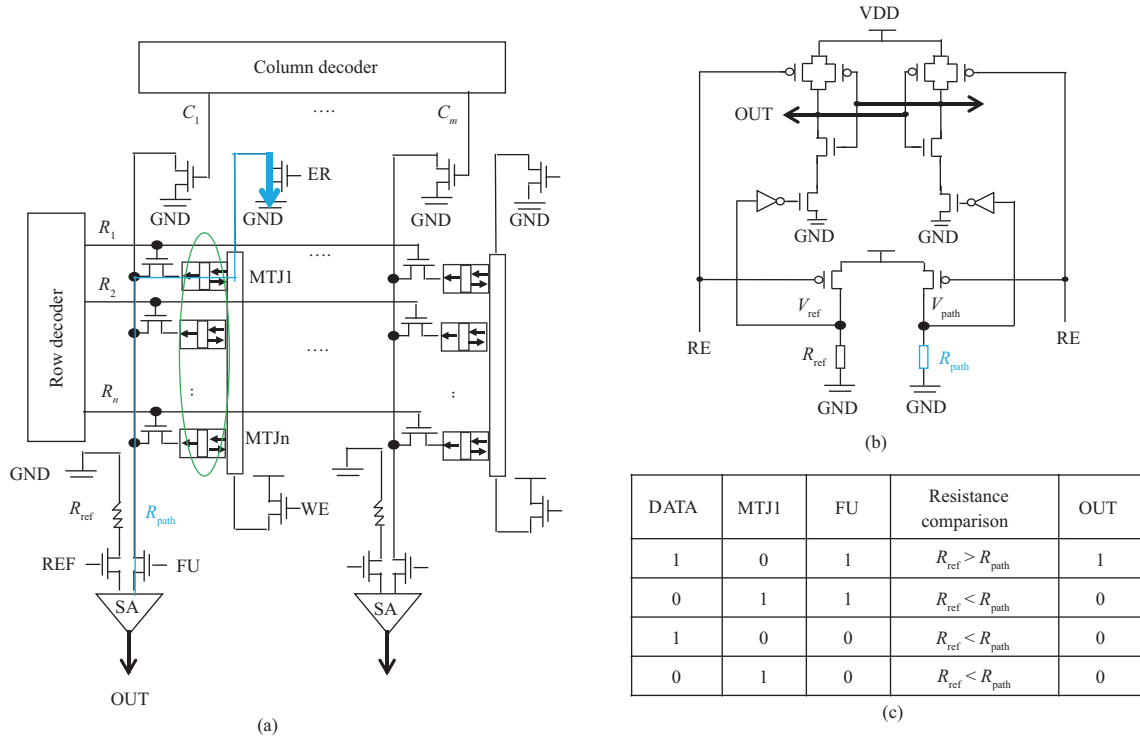 Column decoder
C1
....
Cm
ER
GND
GND
GND
GND
Row decoder
R1
....
MTJ1
R2
....
:
:
Rn
MTJn
GND
Rref
Rpath
WE
REF
FU
SA
SA
OUT
(a)
VDD
OUT
GND
GND
Vref
Vpath
RE
RE
Rref
Rpath
GND
GND
(b)
DATA MTJ1 FU Resistance comparison OUT
1 0 1 Rref > Rpath 1
0 1 1 Rref < Rpath 0
1 0 0 Rref < Rpath 0
0 1 0 Rref < Rpath 0
(c)